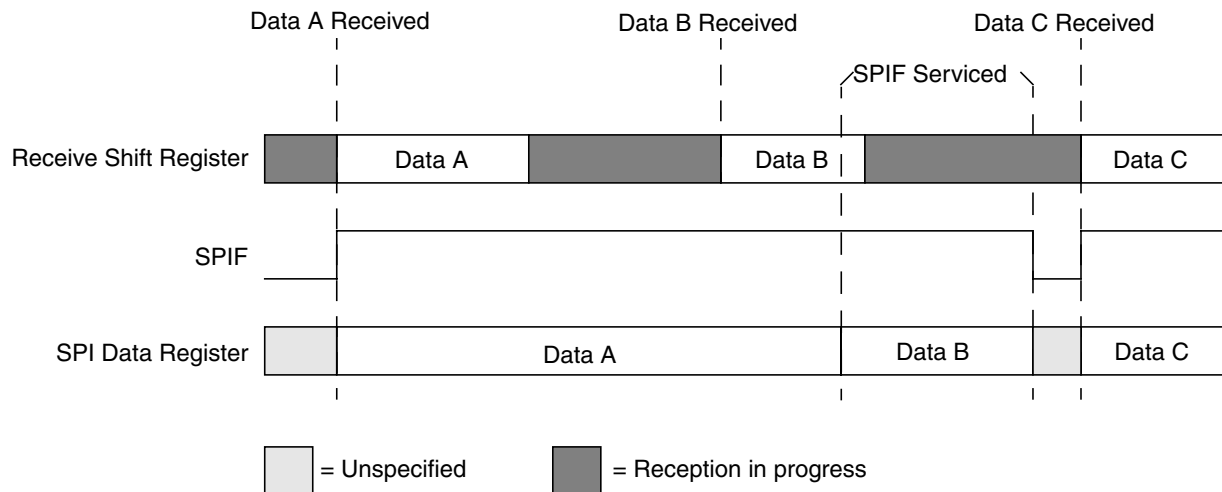 Data A Received
Data B Received
Data C Received
SPIF Serviced
Receive Shift Register
Data A
Data B
Data C
SPIF
SPI Data Register
Data A
Data B
Data C
= Unspecified
= Reception in progress